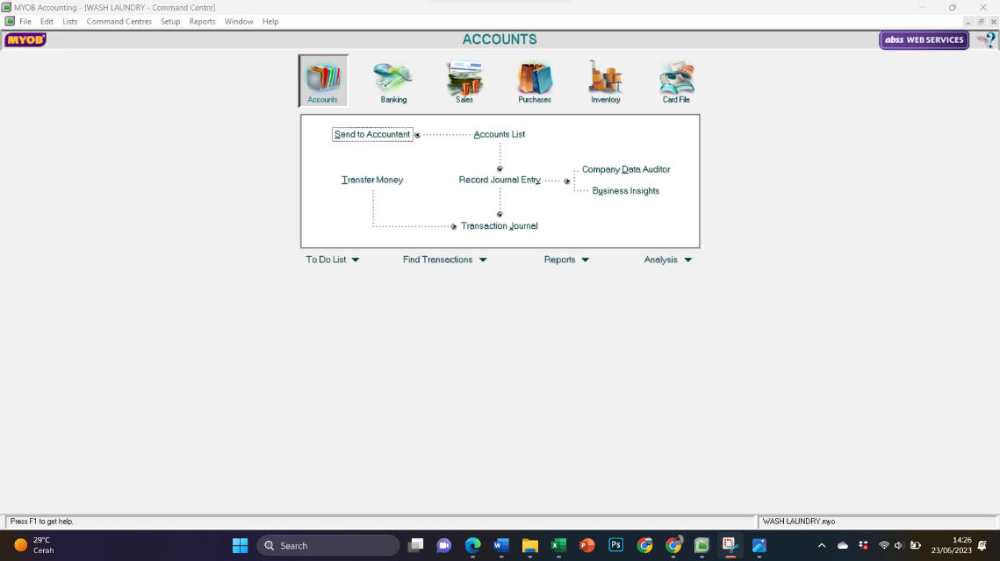 MYOB Accounting - [WASH LAUNDRY - Command Centre]
File Edit Lists Command Centres Setup Reports Window Help
MYOB ACCOUNTS abss WEB SERVICES ?
Accounts Banking Sales Purchases Inventory Card File
Send to Accountant Accounts List
Company Data Auditor
Transfer Money Record Journal Entry
Business Insights
Transaction Journal
To Do List Find Transactions Reports Analysis
Press F1 to get help. WASH LAUNDRY.myo
29°C
Cerah
Search
14:26
23/06/2023